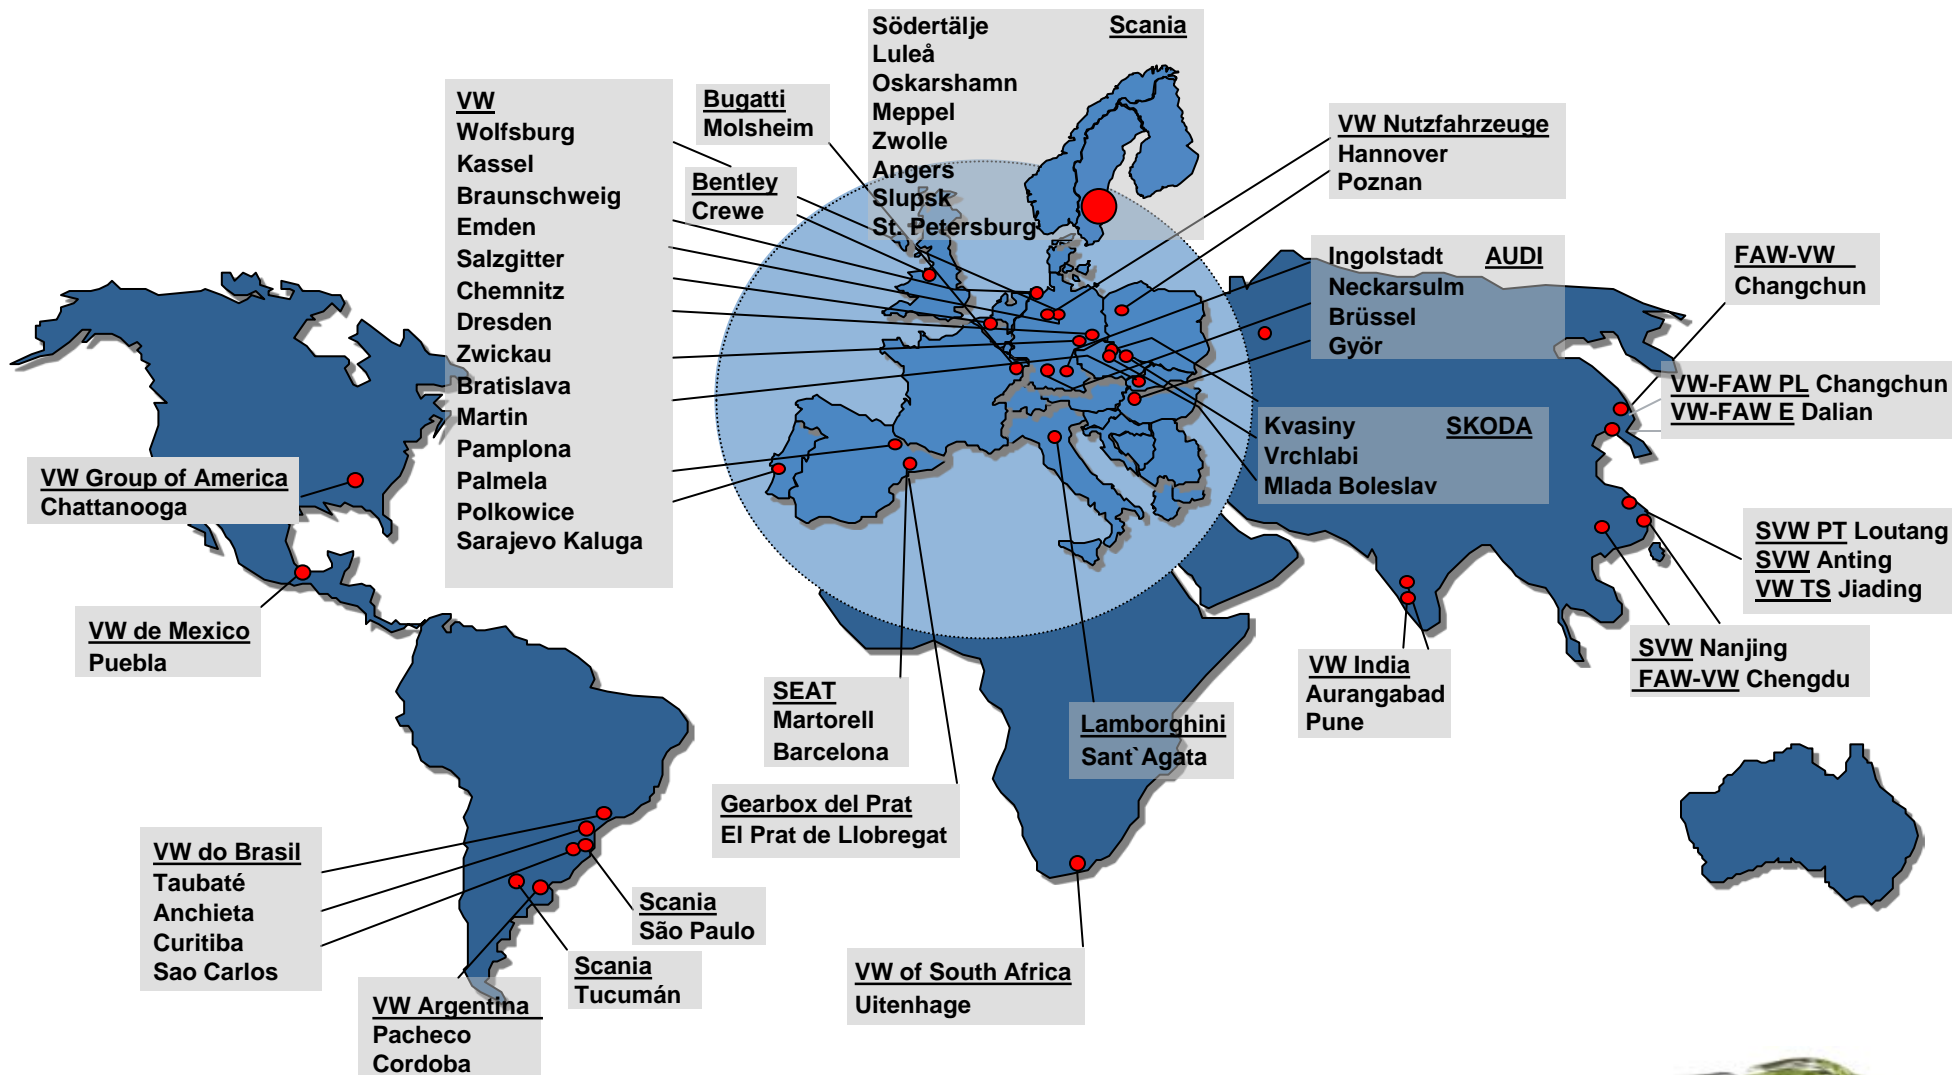 Södertälje Scania
Luleå
Oskarshamn
Meppel
Zwolle
Angers
Slupsk
St. Petersburg
VW
Wolfsburg
Kassel
Braunschweig
Emden
Salzgitter
Chemnitz
Dresden
Zwickau
Bratislava
Martin
Pamplona
Palmela
Polkowice
Sarajevo Kaluga
Bugatti
Molsheim
Bentley
Crewe
VW Nutzfahrzeuge
Hannover
Poznan
Ingolstadt AUDI
Neckarsulm
Brüssel
Györ
FAW-VW
Changchun
VW-FAW PL Changchun
VW-FAW E Dalian
Kvasiny SKODA
Vrchlabi
Mlada Boleslav
VW Group of America
Chattanooga
SVW PT Loutang
SVW Anting
VW TS Jiading
VW de Mexico
Puebla
SVW Nanjing
FAW-VW Chengdu
VW India
Aurangabad
Pune
SEAT
Martorell
Barcelona
Lamborghini
Sant`Agata
Gearbox del Prat
El Prat de Llobregat
VW do Brasil
Taubaté
Anchieta
Curitiba
Sao Carlos
Scania
São Paulo
Scania
Tucumán
VW of South Africa
Uitenhage
VW Argentina
Pacheco
Cordoba